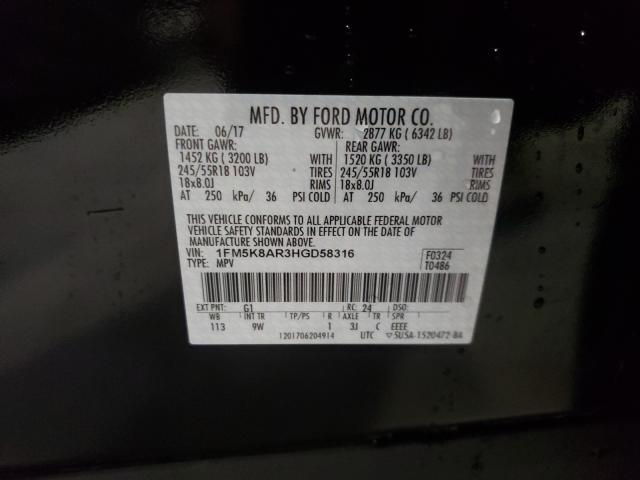 MFD. BY FORD MOTOR CO.
DATE: 06/17 GVWR: 2877 KG ( 6342 LB)
FRONT GAWR: REAR GAWR:
1452 KG ( 3200 LB) WITH 1520 KG ( 3350 LB) WITH
245/55R18 103V TIRES 245/55R18 103V TIRES
18x8.0J RIMS 18x8.0J RIMS
AT 250 kPa/ 36 PSI COLD AT 250 kPa/ 36 PSI COLD
THIS VEHICLE CONFORMS TO ALL APPLICABLE FEDERAL MOTOR
VEHICLE SAFETY STANDARDS IN EFFECT ON THE DATE OF
MANUFACTURE SHOWN ABOVE.
VIN: 1FM5K8AR3HGD58316 F0324
TYPE: MPV T0486
EXT PNT: G1 RC: 24 DSO:
WB INT TR TP/PS R AXLE TR SPR
113 9W 1 3J C EEEE
1201706204914 UTC ▽5USA-1520472-BA